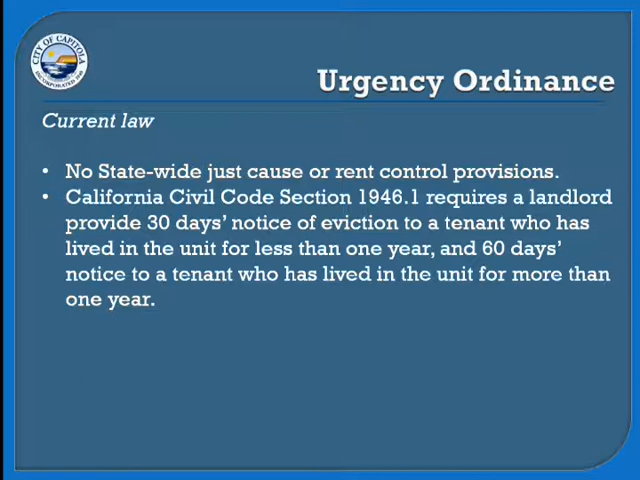 CITY OF CAPITOLA
INCORPORATED 1949
Urgency Ordinance
Current law
• No State-wide just cause or rent control provisions.
• California Civil Code Section 1946.1 requires a landlord
provide 30 days’ notice of eviction to a tenant who has
lived in the unit for less than one year, and 60 days’
notice to a tenant who has lived in the unit for more than
one year.